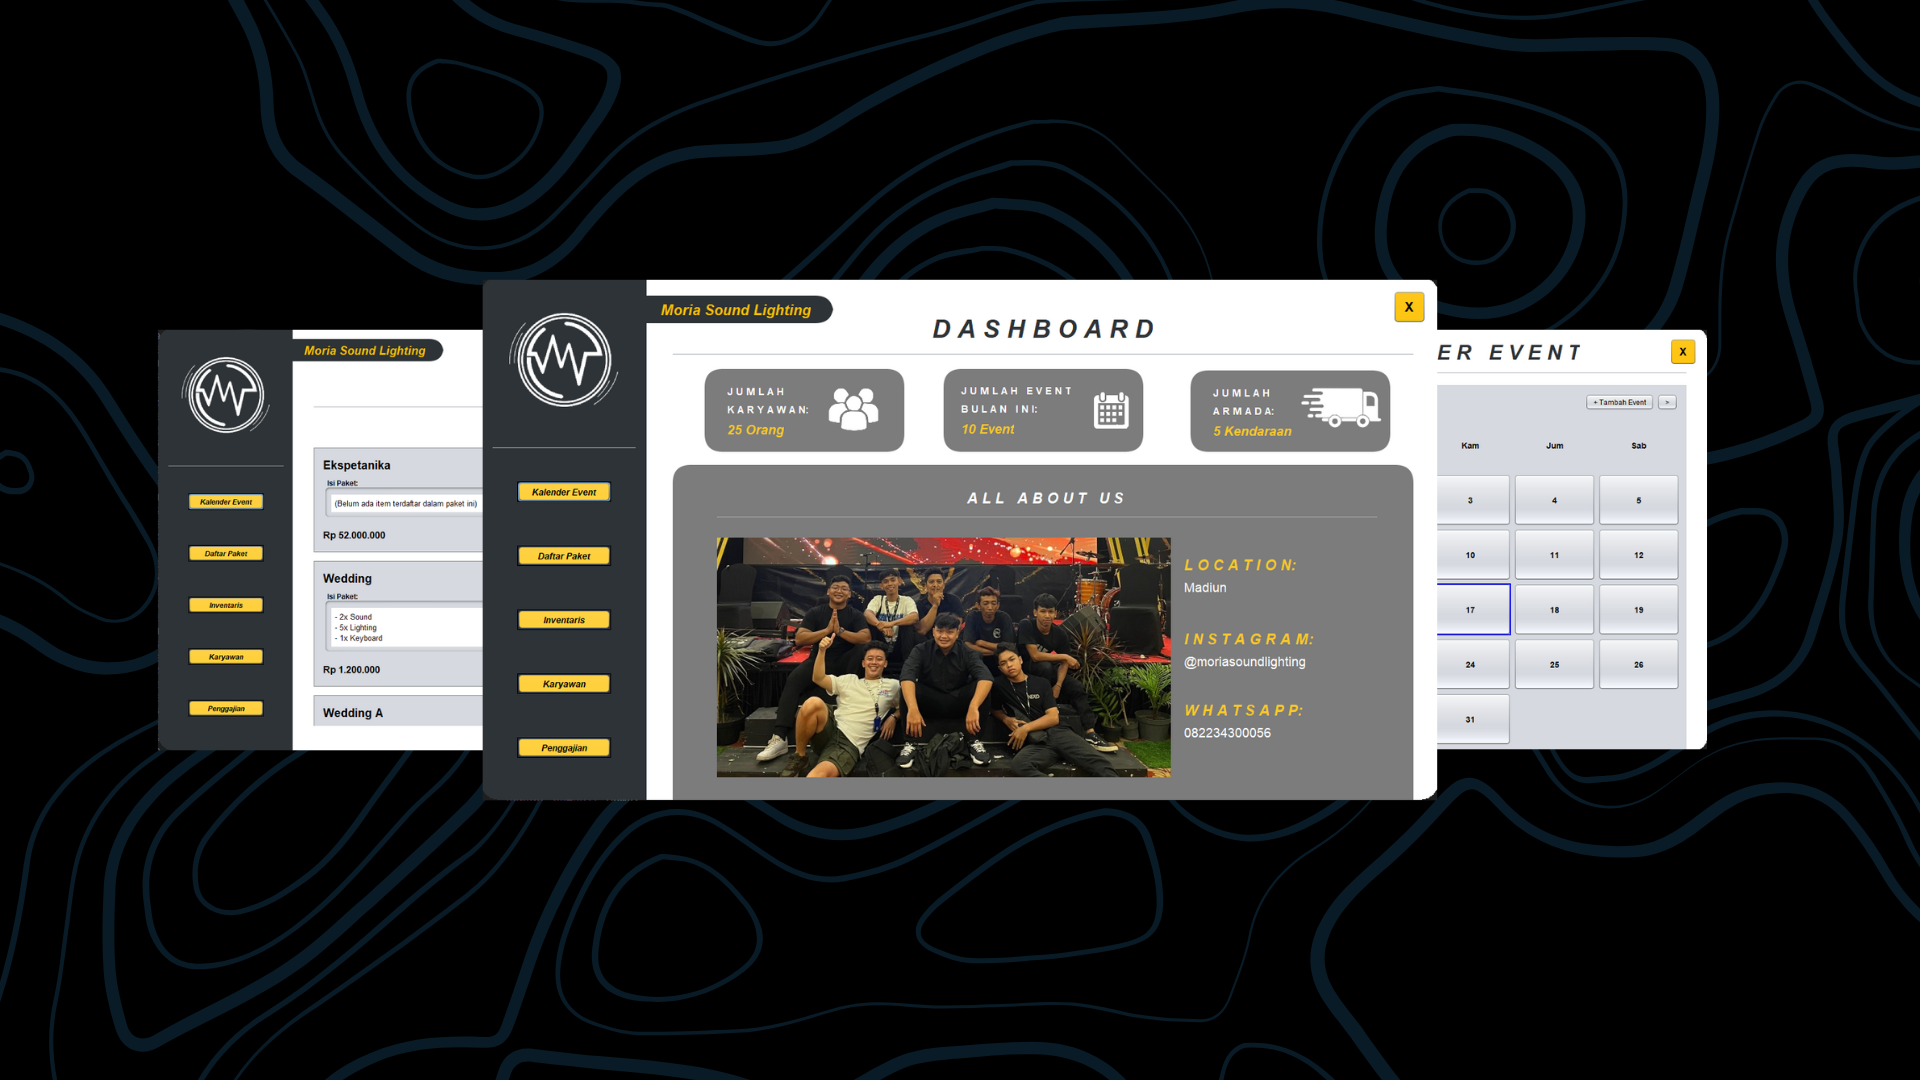 Moria Sound Lighting
Kalender Event
Daftar Paket
Inventaris
Karyawan
Penggajian
Ekspetanika
Isi Paket:
(Belum ada item terdaftar dalam paket ini)
Rp 52.000.000
Wedding
Isi Paket:
- 2x Sound
- 5x Lighting
- 1x Keyboard
Rp 1.200.000
Wedding A
Moria Sound Lighting
Kalender Event
Daftar Paket
Inventaris
Karyawan
Penggajian
DASHBOARD
X
JUMLAH
KARYAWAN:
25 Orang
JUMLAH EVENT
BULAN INI:
10 Event
JUMLAH
ARMADA:
5 Kendaraan
ALL ABOUT US
LOCATION:
Madiun
INSTAGRAM:
@moriasoundlighting
WHATSAPP:
082234300056
ER EVENT
X
+ Tambah Event >
Kam Jum Sab
3 4 5
10 11 12
17 18 19
24 25 26
31